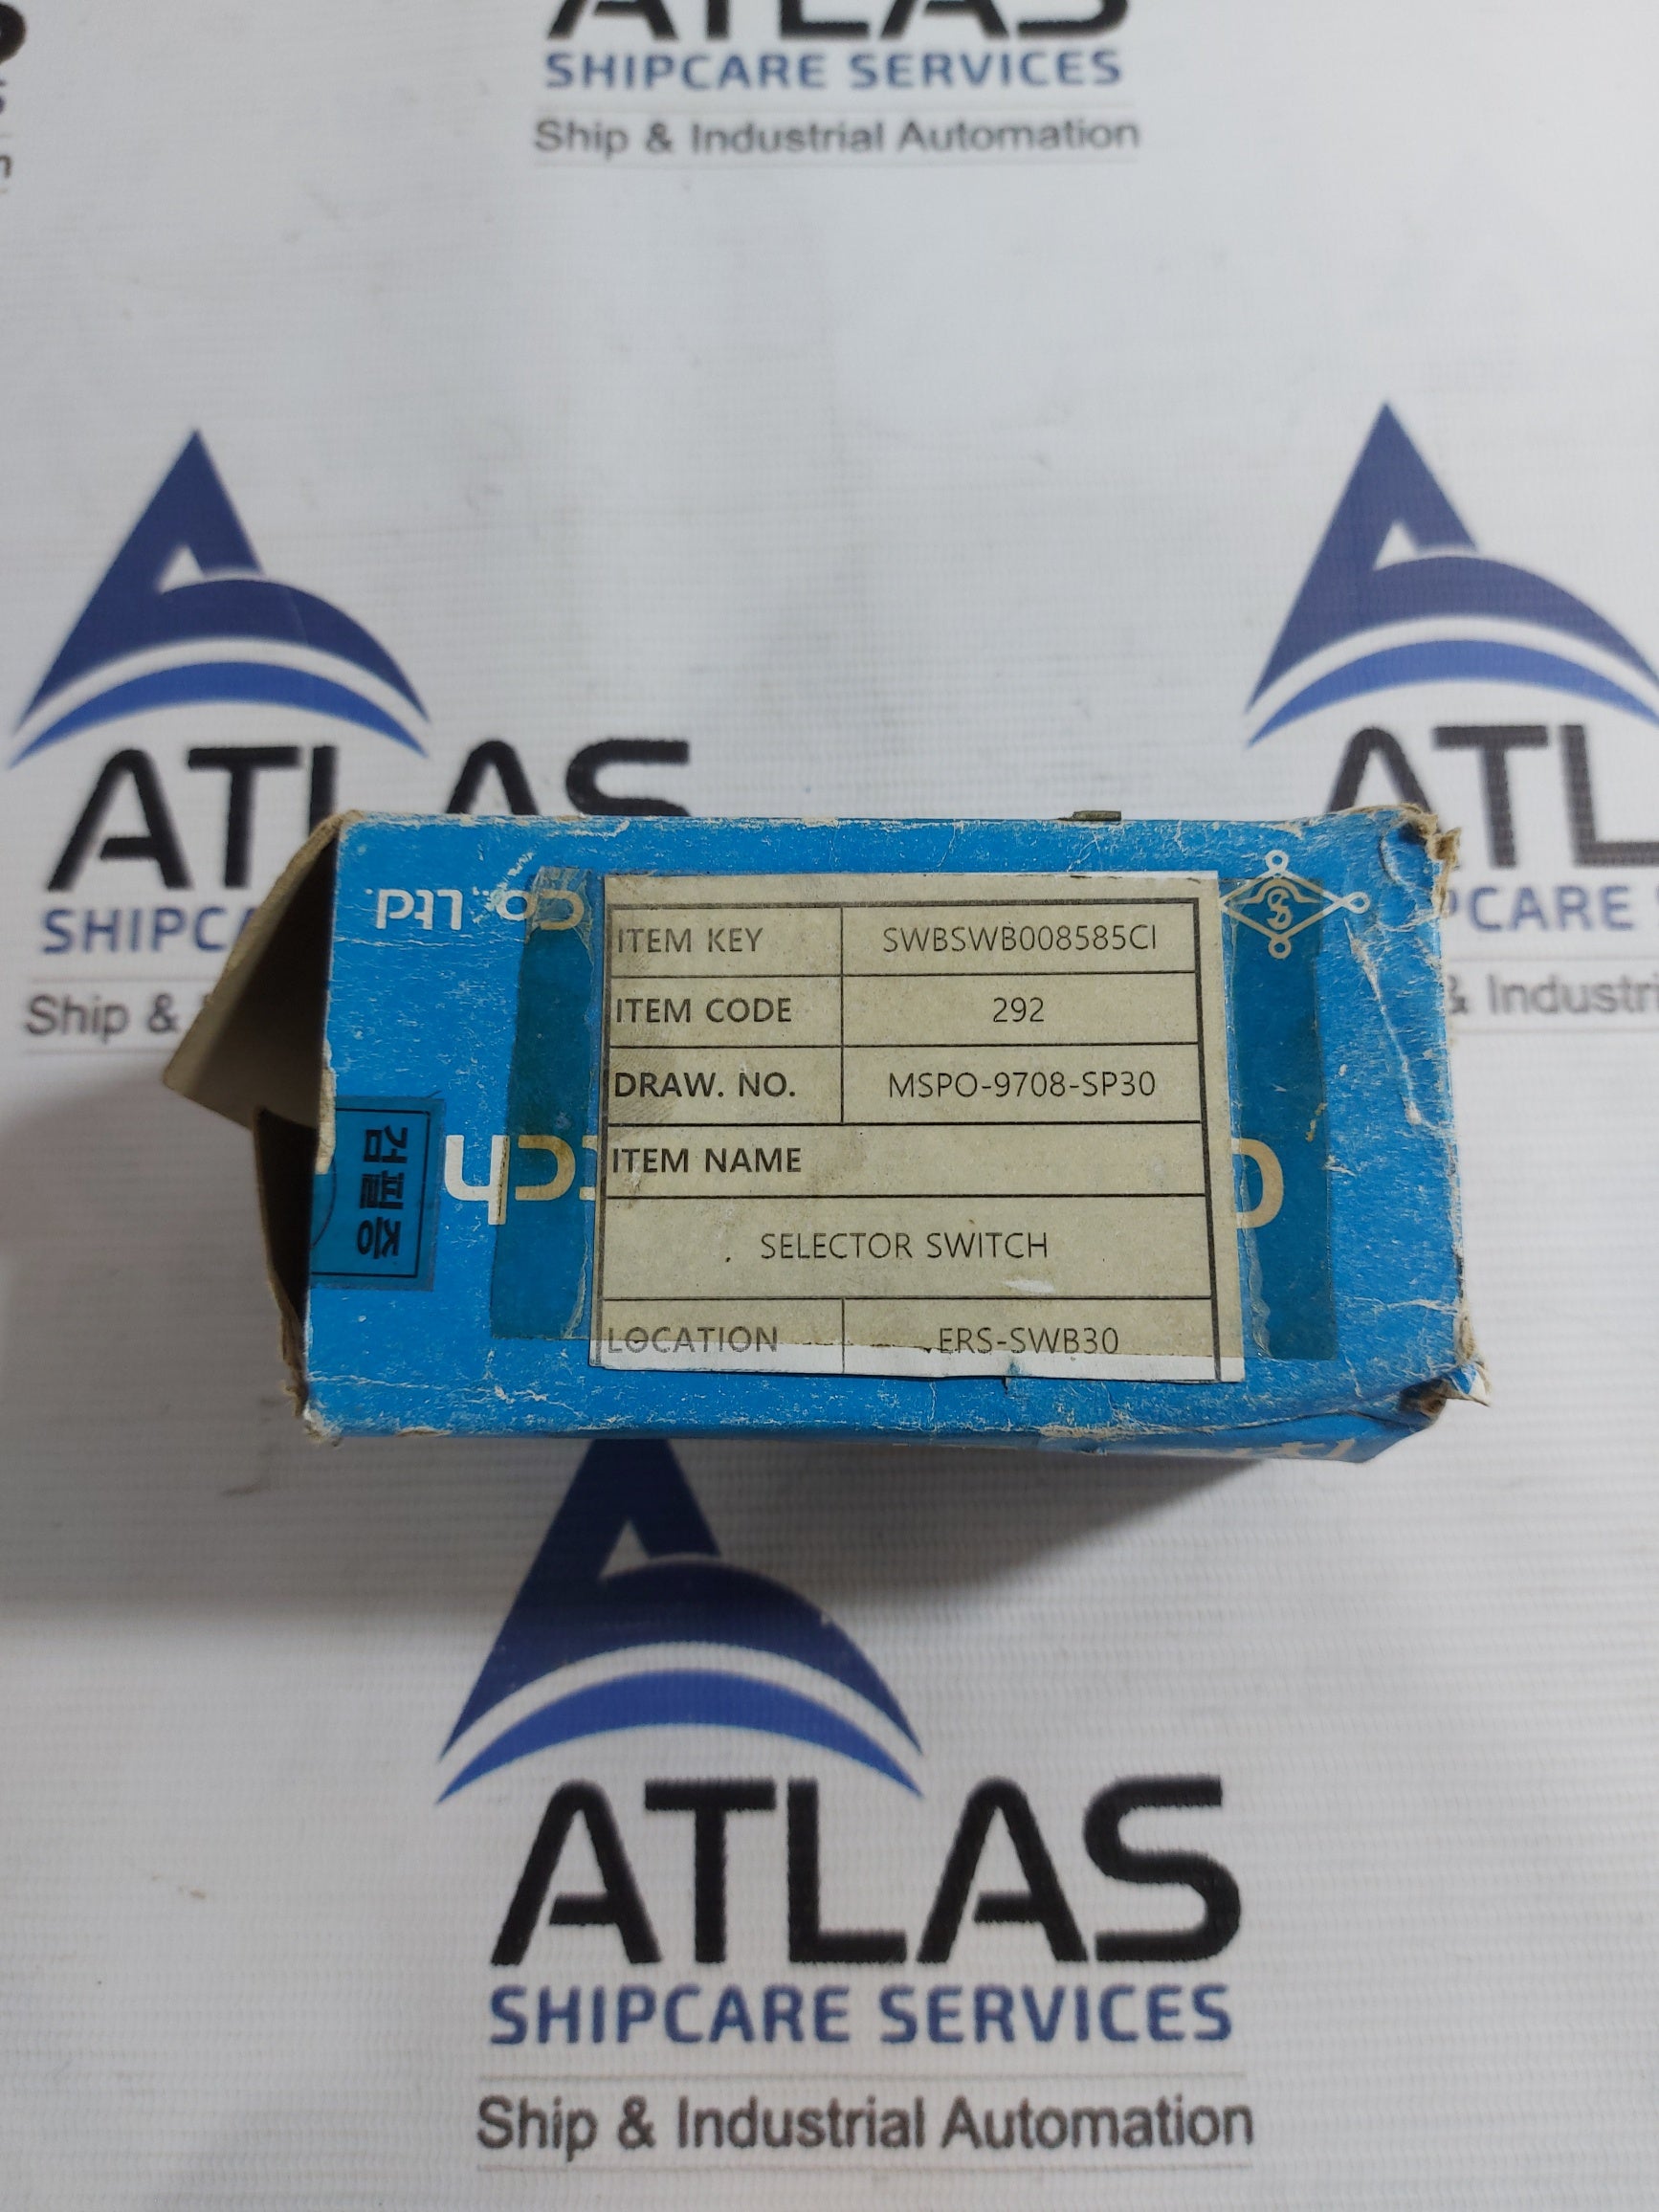 ATLAS
SHIPCARE SERVICES
Ship & Industrial Automation
ATLAS
SHIPC
Ship &
ATL
PCARE
& Industri
Co., Ltd.
ITEM KEY SWBSWB008585CI
ITEM CODE 292
DRAW. NO. MSPO-9708-SP30
ITEM NAME
SELECTOR SWITCH
LOCATION ERS-SWB30
검필증
ATLAS
SHIPCARE SERVICES
Ship & Industrial Automation